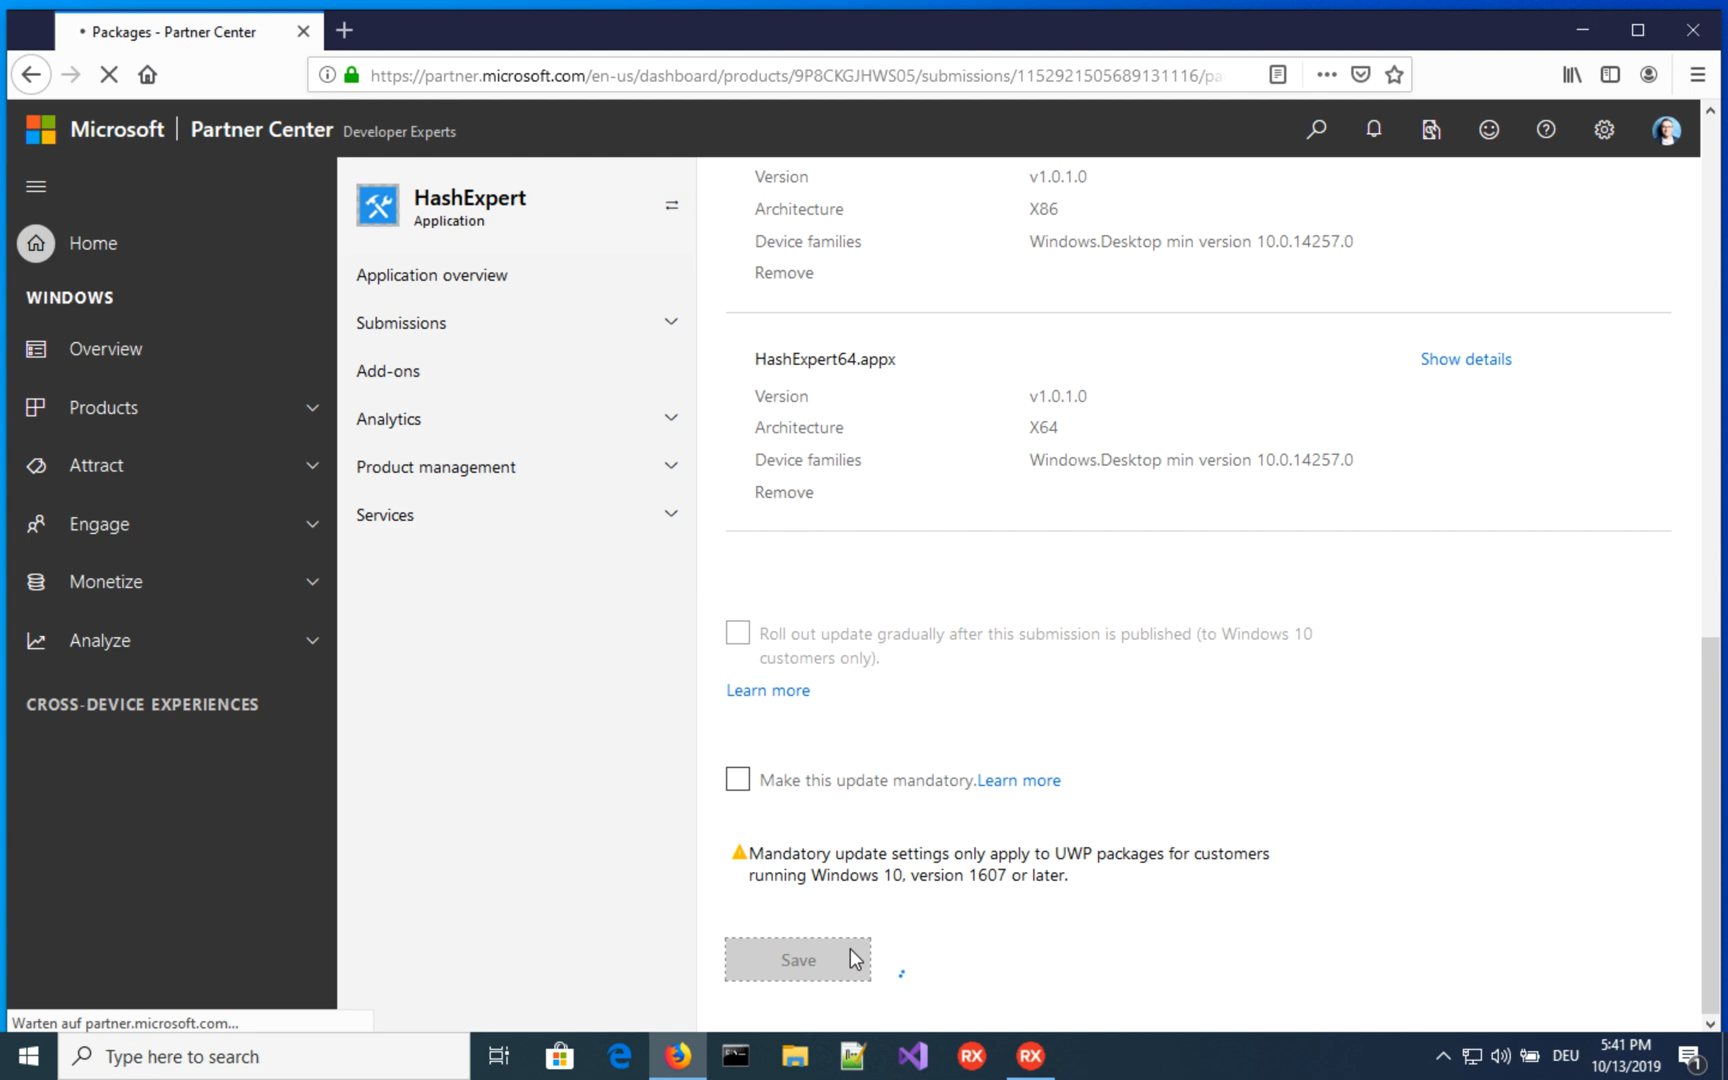 Packages - Partner Center
https://partner.microsoft.com/en-us/dashboard/products/9P8CKGJHWS05/submissions/1152921505689131116/pa
Microsoft | Partner Center Developer Experts
Home
WINDOWS
Overview
Products
Attract
Engage
Monetize
Analyze
CROSS-DEVICE EXPERIENCES
HashExpert
Application
Application overview
Submissions
Add-ons
Analytics
Product management
Services
Version v1.0.1.0
Architecture X86
Device families Windows.Desktop min version 10.0.14257.0
Remove
HashExpert64.appx Show details
Version v1.0.1.0
Architecture X64
Device families Windows.Desktop min version 10.0.14257.0
Remove
Roll out update gradually after this submission is published (to Windows 10
customers only).
Learn more
Make this update mandatory.Learn more
Mandatory update settings only apply to UWP packages for customers
running Windows 10, version 1607 or later.
Save
Warten auf partner.microsoft.com...
Type here to search
RX
RX
DEU
5:41 PM
10/13/2019
1